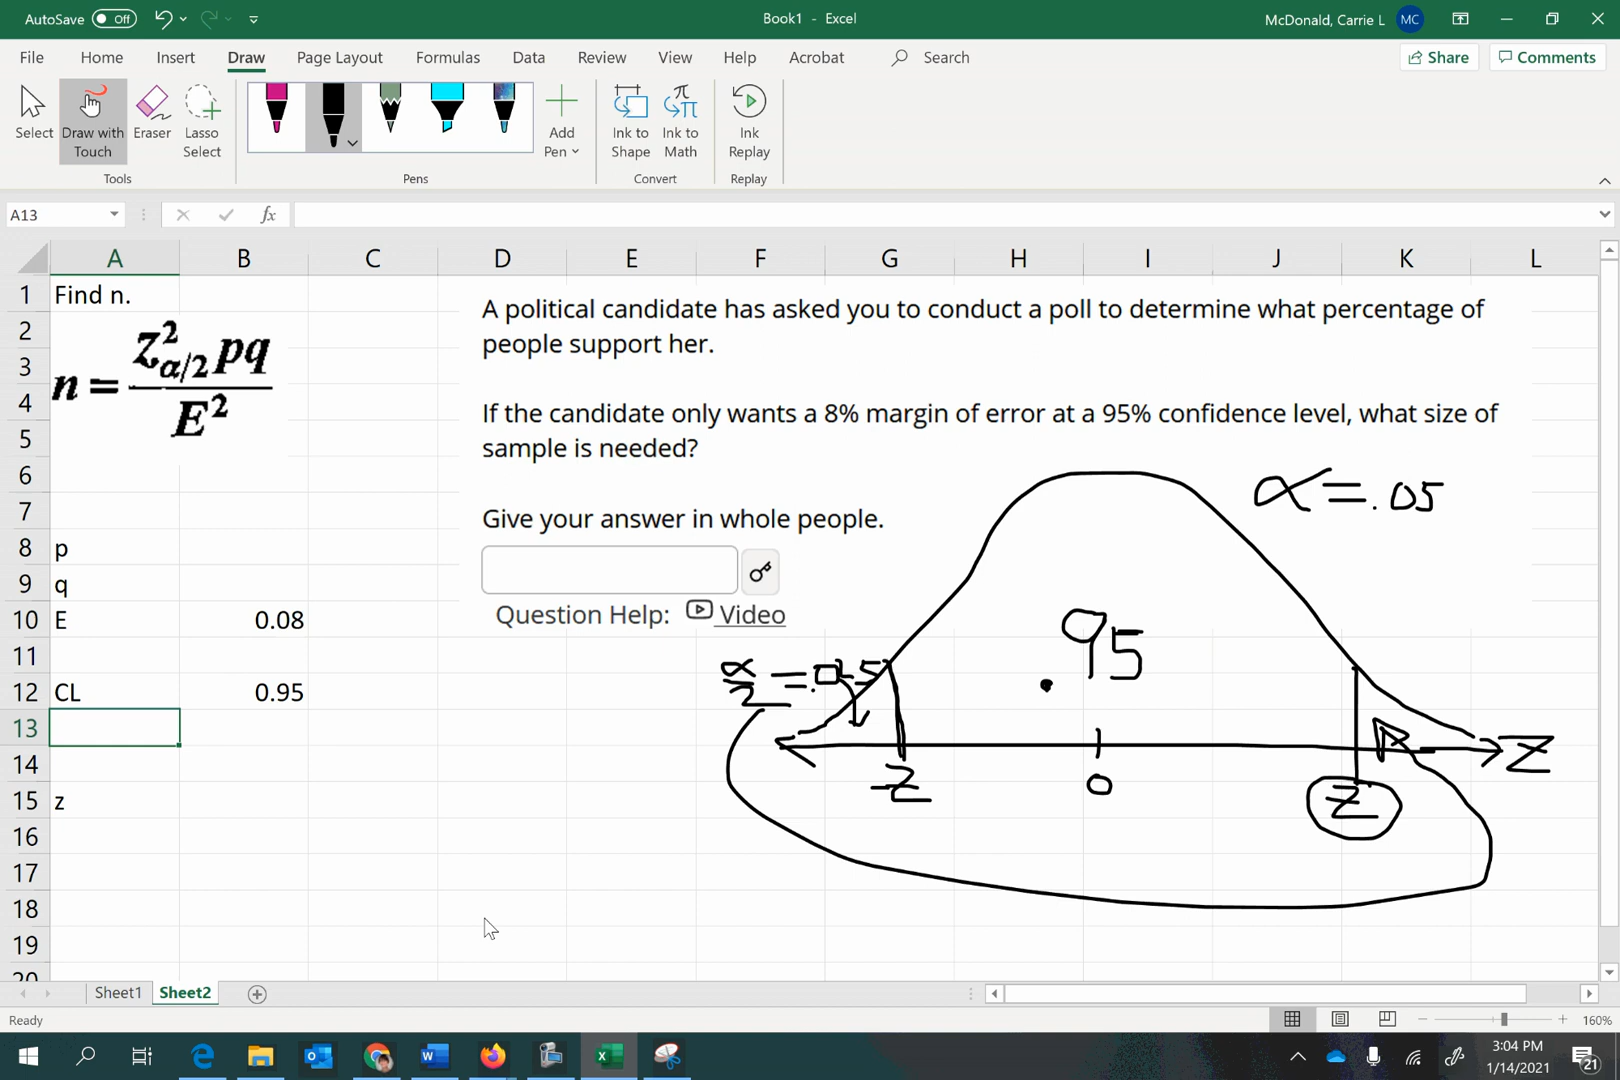 AutoSave Off
Book1 - Excel
McDonald, Carrie L MC
File Home Insert Draw Page Layout Formulas Data Review View Help Acrobat Search Share Comments
Select Draw with Touch Eraser Lasso Select Add Pen Ink to Shape Ink to Math Ink Replay
Tools Pens Convert Replay
A13 fx
A B C D E F G H I J K L
1 Find n.
2
3
4
5
6
7
8 p
9 q
10 E 0.08
11
12 CL 0.95
13
14
15 z
16
17
18
19
20
n = z²α/2 pq / E²
A political candidate has asked you to conduct a poll to determine what percentage of
people support her.
If the candidate only wants a 8% margin of error at a 95% confidence level, what size of
sample is needed?
Give your answer in whole people.
Question Help: Video
α = .05
.95
α/2 =
-Z 0 Z Z
Sheet1 Sheet2
Ready 160%
3:04 PM
1/14/2021
21